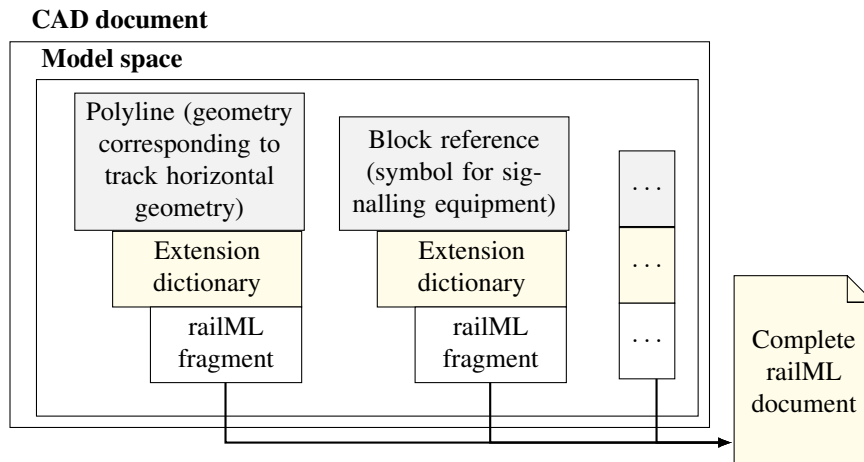 CAD document
Model space
Polyline (geometry
corresponding to
track horizontal
geometry)
Extension
dictionary
railML
fragment
Block reference
(symbol for sig-
nalling equipment)
Extension
dictionary
railML
fragment
...
...
...
Complete
railML
document